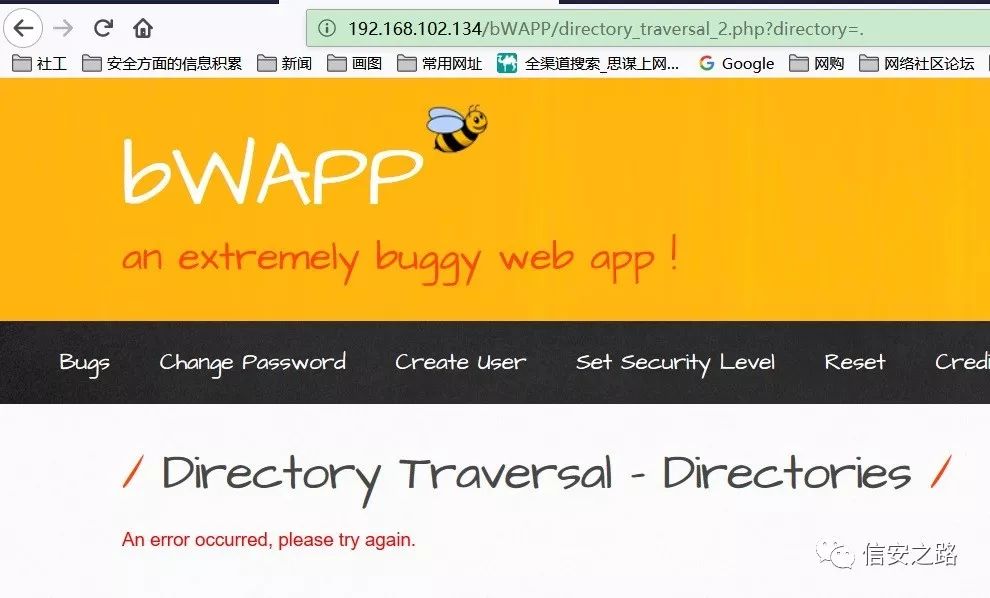 192.168.102.134/bWAPP/directory_traversal_2.php?directory=.
社工 安全方面的信息积累 新闻 画图 常用网址 全渠道搜索_思谋上网... Google 网购 网络社区论坛
bWAPP
an extremely buggy web app !
Bugs Change Password Create User Set Security Level Reset Credi
/ Directory Traversal - Directories /
An error occurred, please try again.
信安之路